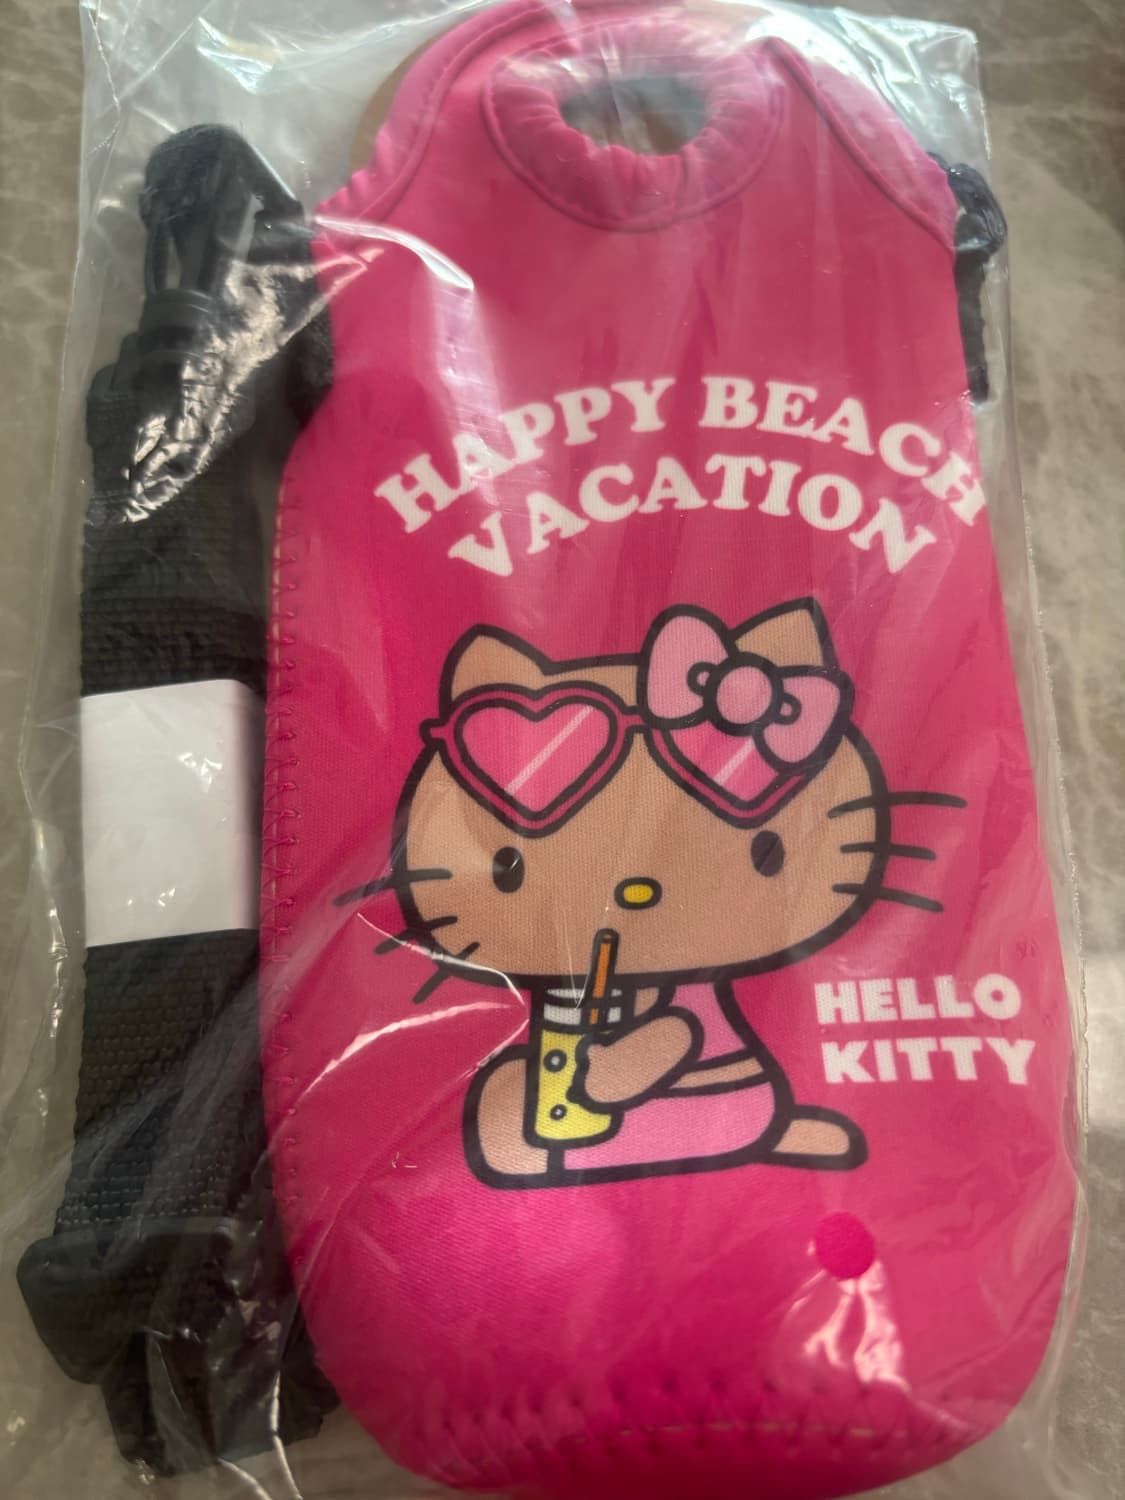 HAPPY BEACH
VACATION
HELLO
KITTY